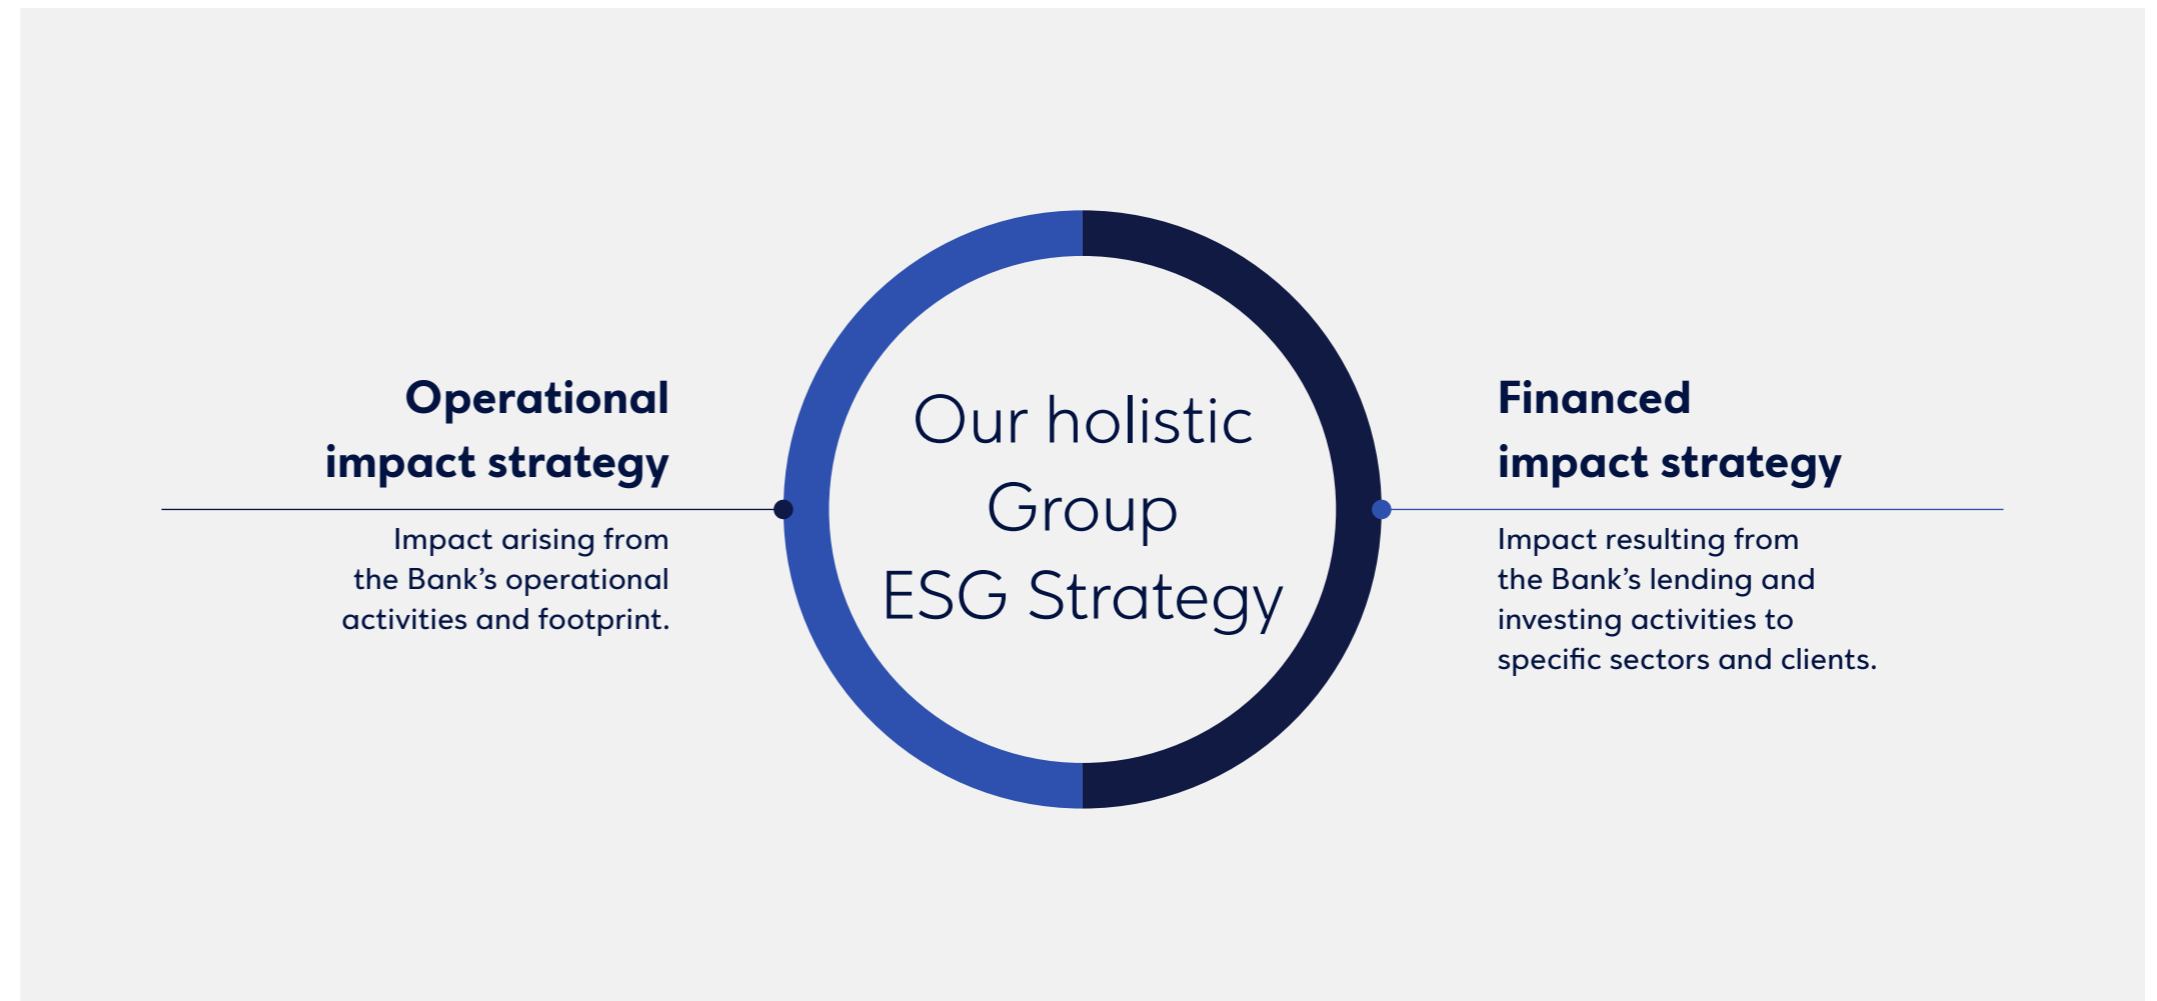 Operational
impact strategy
Impact arising from
the Bank’s operational
activities and footprint.
Our holistic
Group
ESG Strategy
Financed
impact strategy
Impact resulting from
the Bank’s lending and
investing activities to
specific sectors and clients.